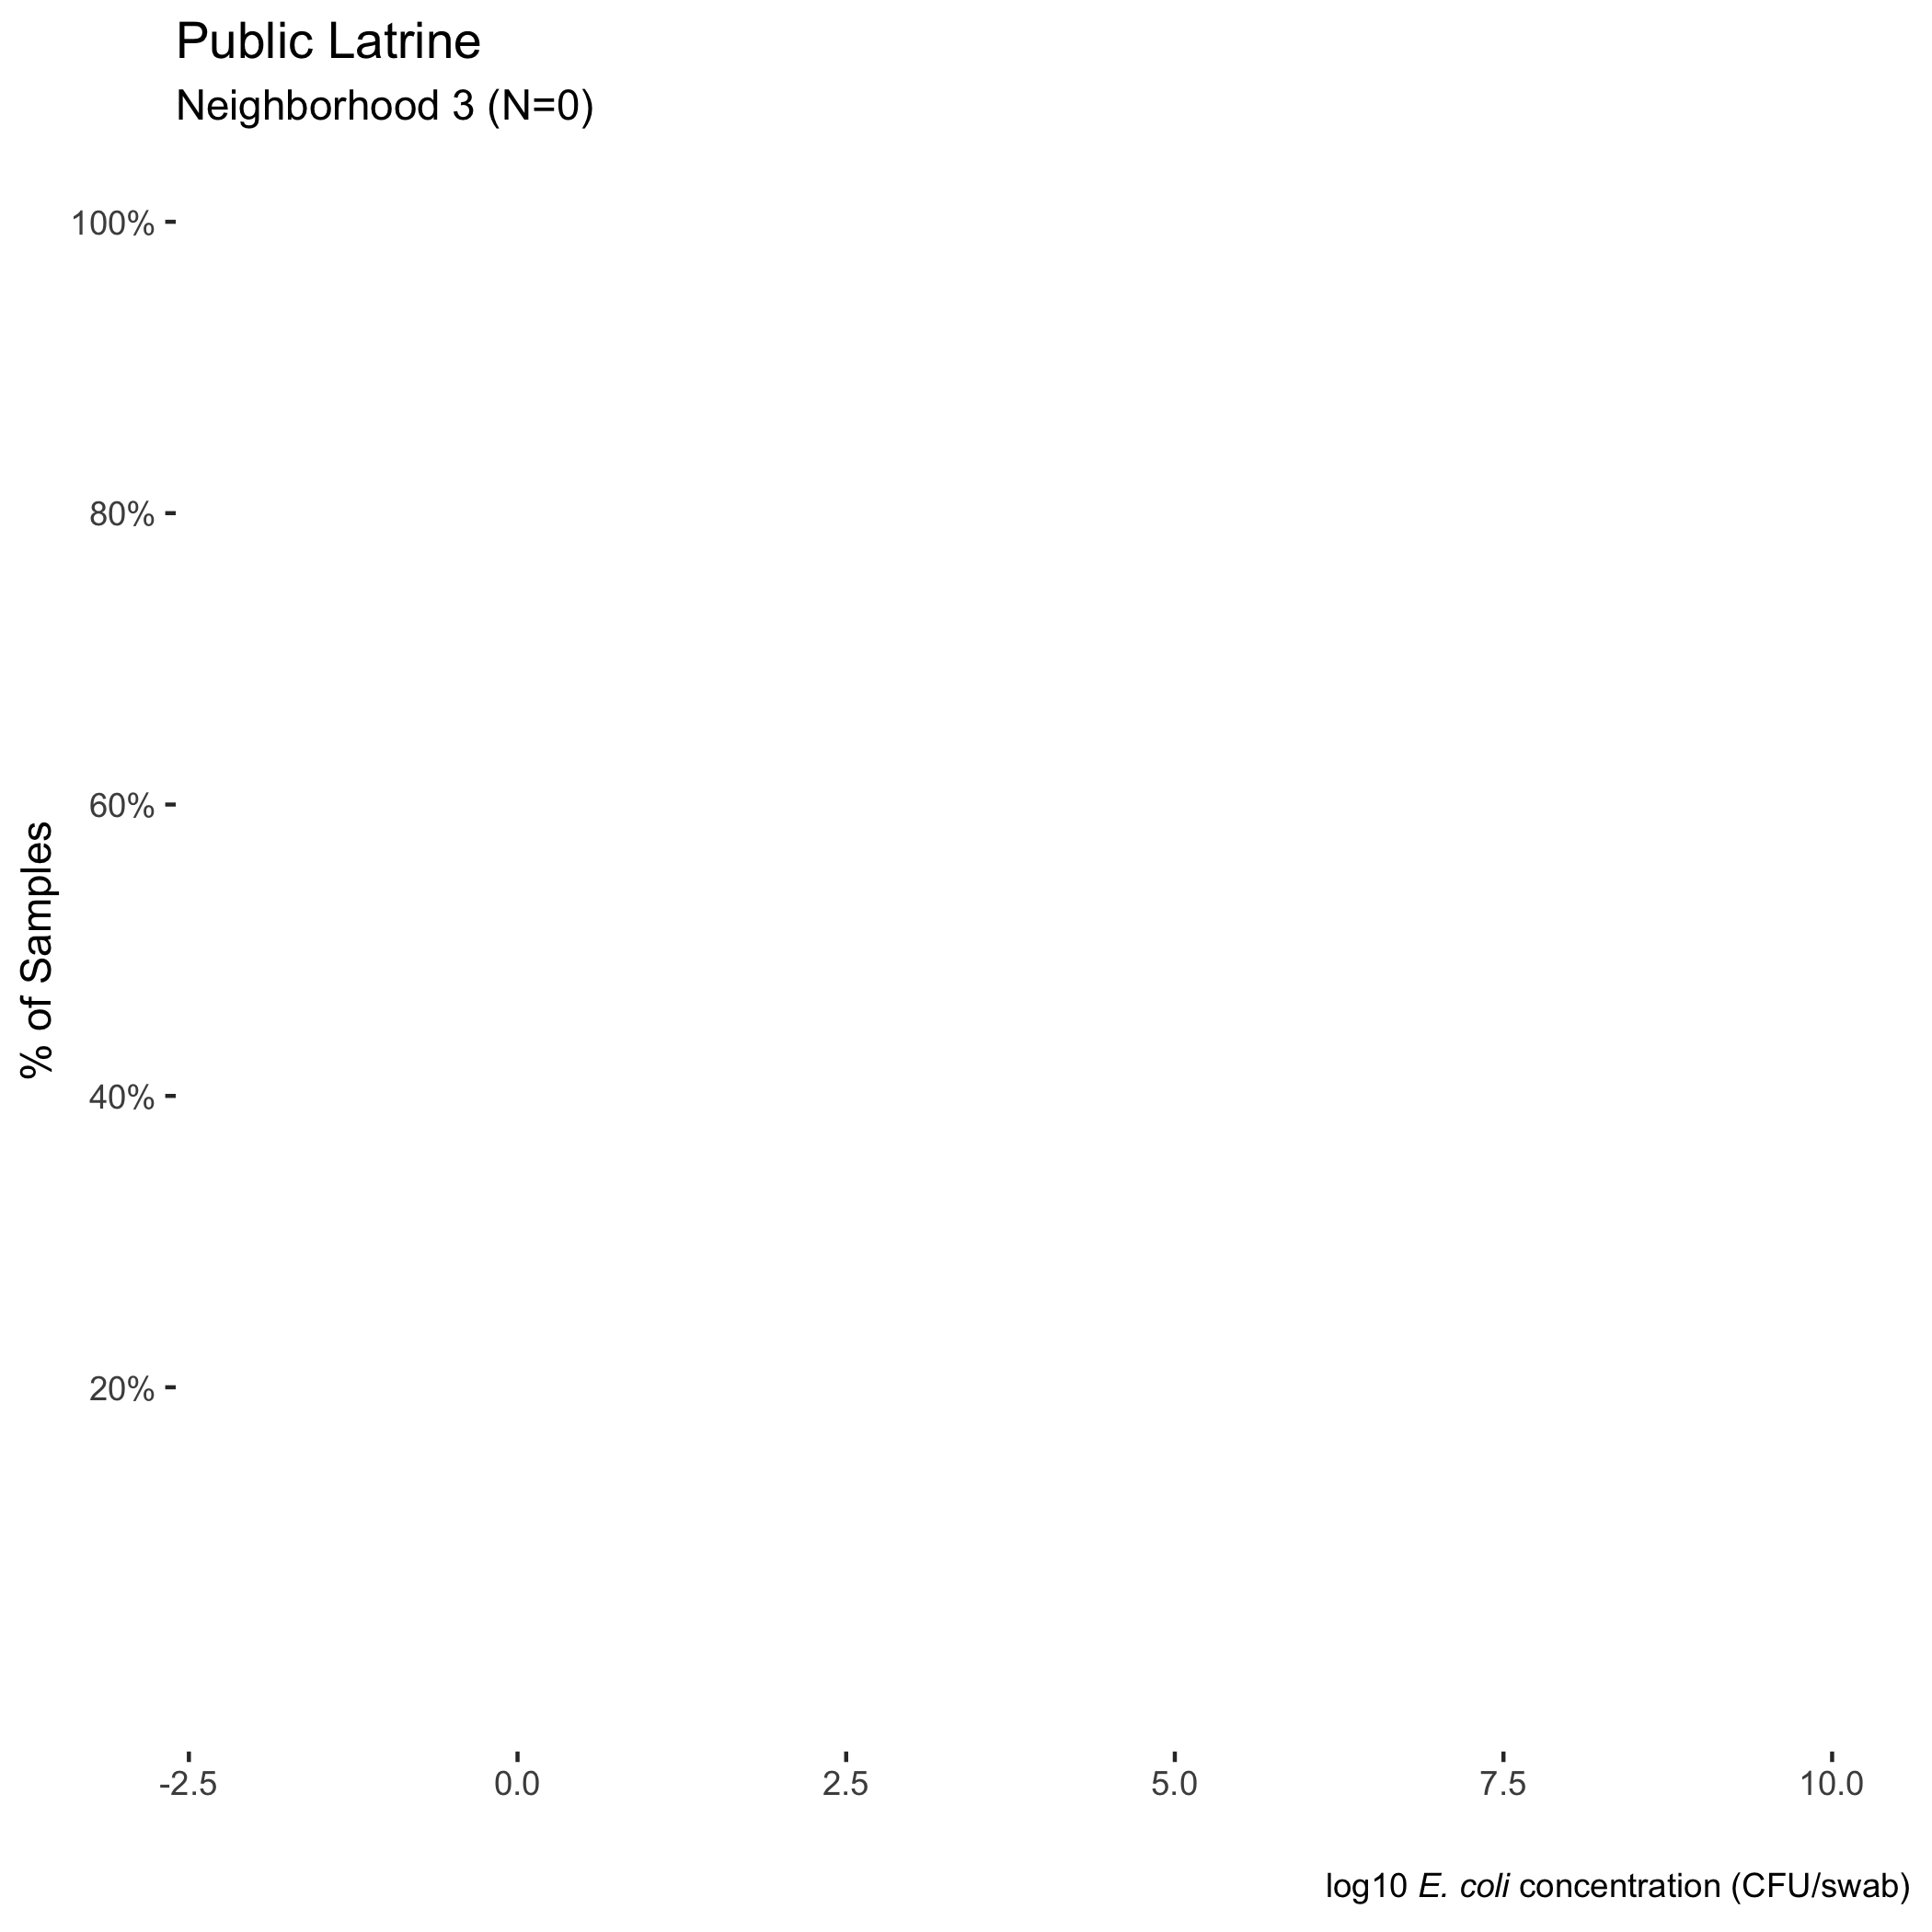 Public Latrine
Neighborhood 3 (N=0)
100%
80%
60%
40%
20%
% of Samples
-2.5 0.0 2.5 5.0 7.5 10.0
log10 E. coli concentration (CFU/swab)